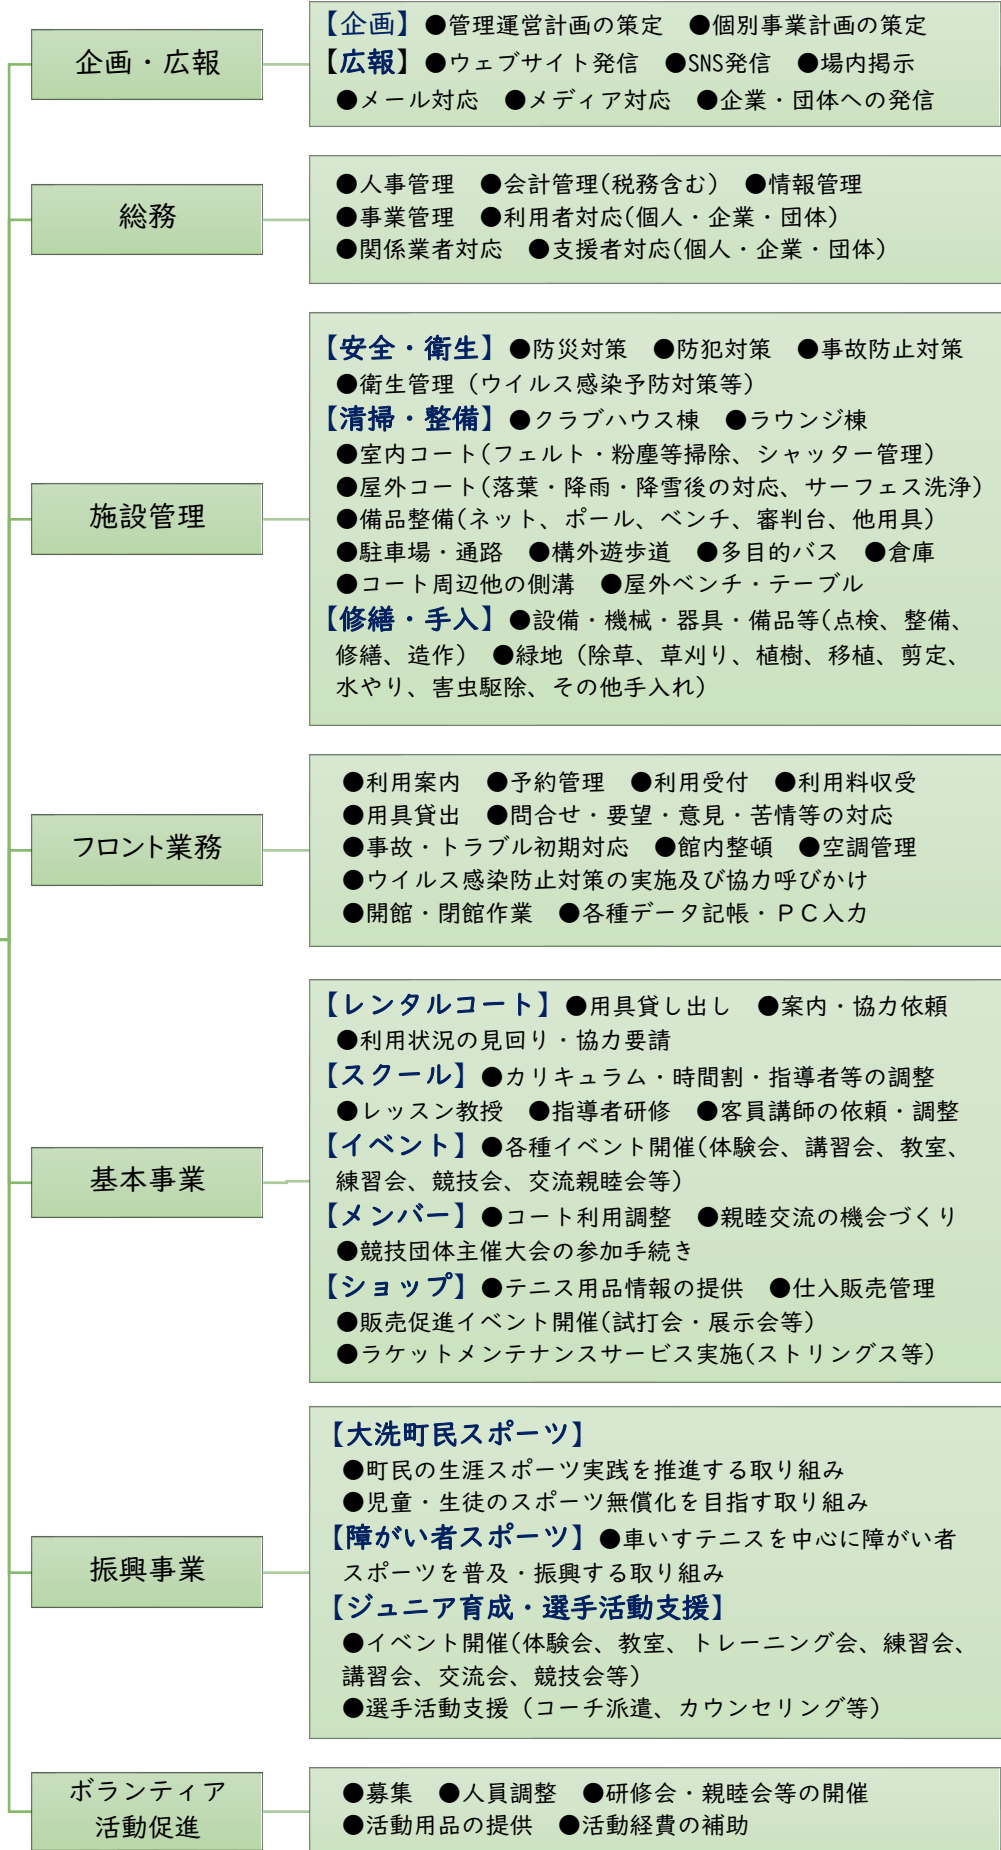 企画・広報
【企画】●管理運営計画の策定　●個別事業計画の策定
【広報】●ウェブサイト発信　●SNS発信　●場内掲示
●メール対応　●メディア対応　●企業・団体への発信
総務
●人事管理　●会計管理(税務含む)　●情報管理
●事業管理　●利用者対応(個人・企業・団体)
●関係業者対応　●支援者対応(個人・企業・団体)
施設管理
【安全・衛生】●防災対策　●防犯対策　●事故防止対策
●衛生管理（ウイルス感染予防対策等）
【清掃・整備】●クラブハウス棟　●ラウンジ棟
●室内コート(フェルト・粉塵等掃除、シャッター管理)
●屋外コート(落葉・降雨・降雪後の対応、サーフェス洗浄)
●備品整備(ネット、ポール、ベンチ、審判台、他用具)
●駐車場・通路　●構外遊歩道　●多目的バス　●倉庫
●コート周辺他の側溝　●屋外ベンチ・テーブル
【修繕・手入】●設備・機械・器具・備品等(点検、整備、
修繕、造作)　●緑地（除草、草刈り、植樹、移植、剪定、
水やり、害虫駆除、その他手入れ）
フロント業務
●利用案内　●予約管理　●利用受付　●利用料収受
●用具貸出　●問合せ・要望・意見・苦情等の対応
●事故・トラブル初期対応　●館内整頓　●空調管理
●ウイルス感染防止対策の実施及び協力呼びかけ
●開館・閉館作業　●各種データ記帳・ＰＣ入力
基本事業
【レンタルコート】●用具貸し出し　●案内・協力依頼
●利用状況の見回り・協力要請
【スクール】●カリキュラム・時間割・指導者等の調整
●レッスン教授　●指導者研修　●客員講師の依頼・調整
【イベント】●各種イベント開催(体験会、講習会、教室、
練習会、競技会、交流親睦会等)
【メンバー】●コート利用調整　●親睦交流の機会づくり
●競技団体主催大会の参加手続き
【ショップ】●テニス用品情報の提供　●仕入販売管理
●販売促進イベント開催(試打会・展示会等)
●ラケットメンテナンスサービス実施(ストリングス等)
振興事業
【大洗町民スポーツ】
●町民の生涯スポーツ実践を推進する取り組み
●児童・生徒のスポーツ無償化を目指す取り組み
【障がい者スポーツ】●車いすテニスを中心に障がい者
スポーツを普及・振興する取り組み
【ジュニア育成・選手活動支援】
●イベント開催(体験会、教室、トレーニング会、練習会、
講習会、交流会、競技会等)
●選手活動支援（コーチ派遣、カウンセリング等）
ボランティア
活動促進
●募集　●人員調整　●研修会・親睦会等の開催
●活動用品の提供　●活動経費の補助